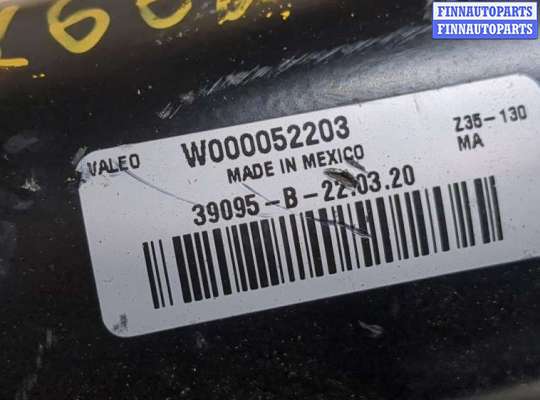 FINNAUTOPARTS
FINNAUTOPARTS
VALEO W000052203 Z35-130
MADE IN MEXICO MA
39095-B-22.03.20